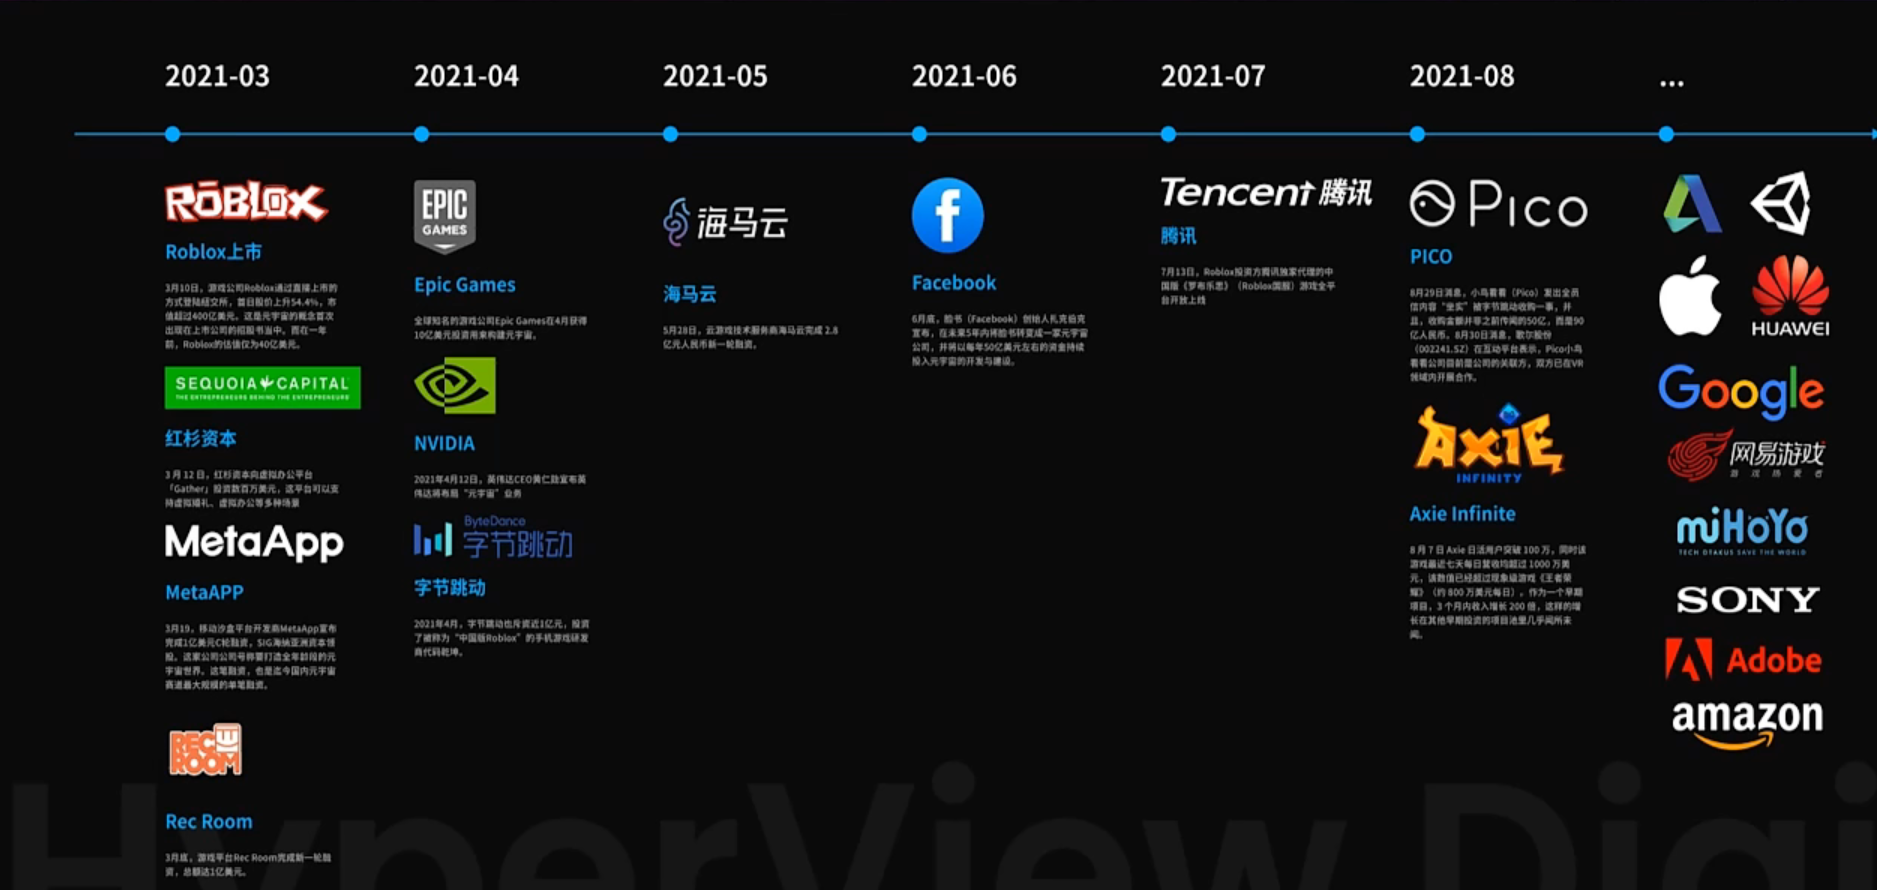 2021-03
2021-04
2021-05
2021-06
2021-07
2021-08
...
RŌBLOX
Roblox上市
3月10日，游戏公司Roblox通过直接上市的
方式登陆纽交所，首日股价上升54.4%，市
值超过400亿美元。这是元宇宙的概念首次
出现在上市公司的招股书当中。而在一年
前，Roblox的估值仅为40亿美元。
SEQUOIA CAPITAL
THE ENTREPRENEURS BEHIND THE ENTREPRENEURS
红杉资本
3 月 12 日，红杉资本向虚拟办公平台
「Gather」投资数百万美元，这平台可以支
持虚拟婚礼、虚拟办公等多种场景
MetaApp
MetaAPP
3月19，移动沙盒平台开发商MetaApp宣布
完成1亿美元C轮融资，SIG海纳亚洲资本领
投。这家公司公司号称要打造全年龄段的元
宇宙世界。这笔融资，也是迄今国内元宇宙
赛道最大规模的单笔融资。
REC ROOM
Rec Room
3月底，游戏平台Rec Room完成新一轮融
资，总额达1亿美元。
EPIC
GAMES
Epic Games
全球知名的游戏公司Epic Games在4月获得
10亿美元投资用来构建元宇宙。
NVIDIA
2021年4月12日，英伟达CEO黄仁勋宣布英
伟达将布局“元宇宙”业务
ByteDance
字节跳动
字节跳动
2021年4月，字节跳动也斥资近1亿元，投资
了被称为“中国版Roblox”的手机游戏研发
商代码乾坤。
海马云
海马云
5月28日，云游戏技术服务商海马云完成 2.8
亿元人民币新一轮融资。
Facebook
6月底，脸书（Facebook）创始人扎克伯克
宣布，在未来5年内将脸书转变成一家元宇宙
公司，并将以每年50亿美元左右的资金持续
投入元宇宙的开发与建设。
Tencent 腾讯
腾讯
7月13日，Roblox投资方腾讯独家代理的中
国版《罗布乐思》（Roblox国服）游戏全平
台开放上线
Pico
PICO
8月29日消息，小鸟看看（Pico）发出全员
信内容“坐实”被字节跳动收购一事，并
且，收购金额并非之前传闻的50亿，而是90
亿人民币。8月30日消息，歌尔股份
（002241.SZ）在互动平台表示，Pico小鸟
看看公司目前是公司的关联方，双方已在VR
领域内开展合作。
AXIE
INFINITY
Axie Infinite
8 月 7 日 Axie 日活用户突破 100 万，同时该
游戏最近七天每日营收均超过 1000 万美
元，该数值已经超过现象级游戏《王者荣
耀》（约 800 万美元每日）。作为一个早期
项目，3 个月内收入增长 200 倍，这样的增
长在其他早期投资的项目池里几乎闻所未
闻。
HUAWEI
Google
网易游戏
游戏热爱者
miHoYo
TECH OTAKUS SAVE THE WORLD
SONY
Adobe
amazon
HyperView Digi